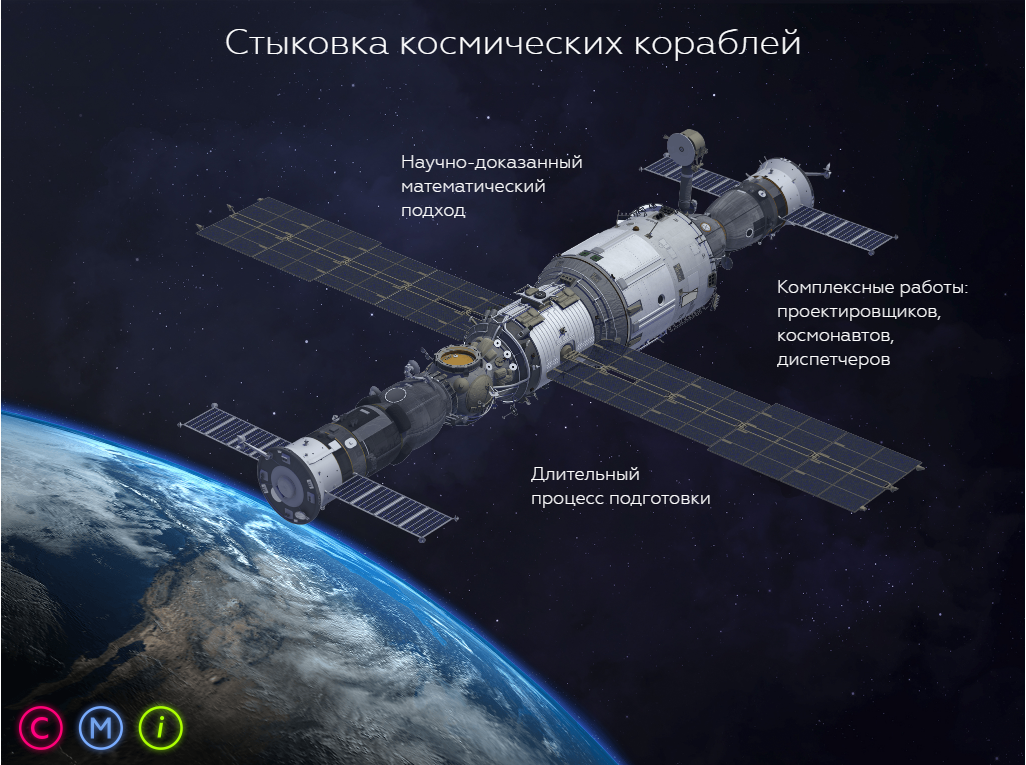 Стыковка космических кораблей
Научно-доказанный
математический
подход
Комплексные работы:
проектировщиков,
космонавтов,
диспетчеров
Длительный
процесс подготовки
С М i